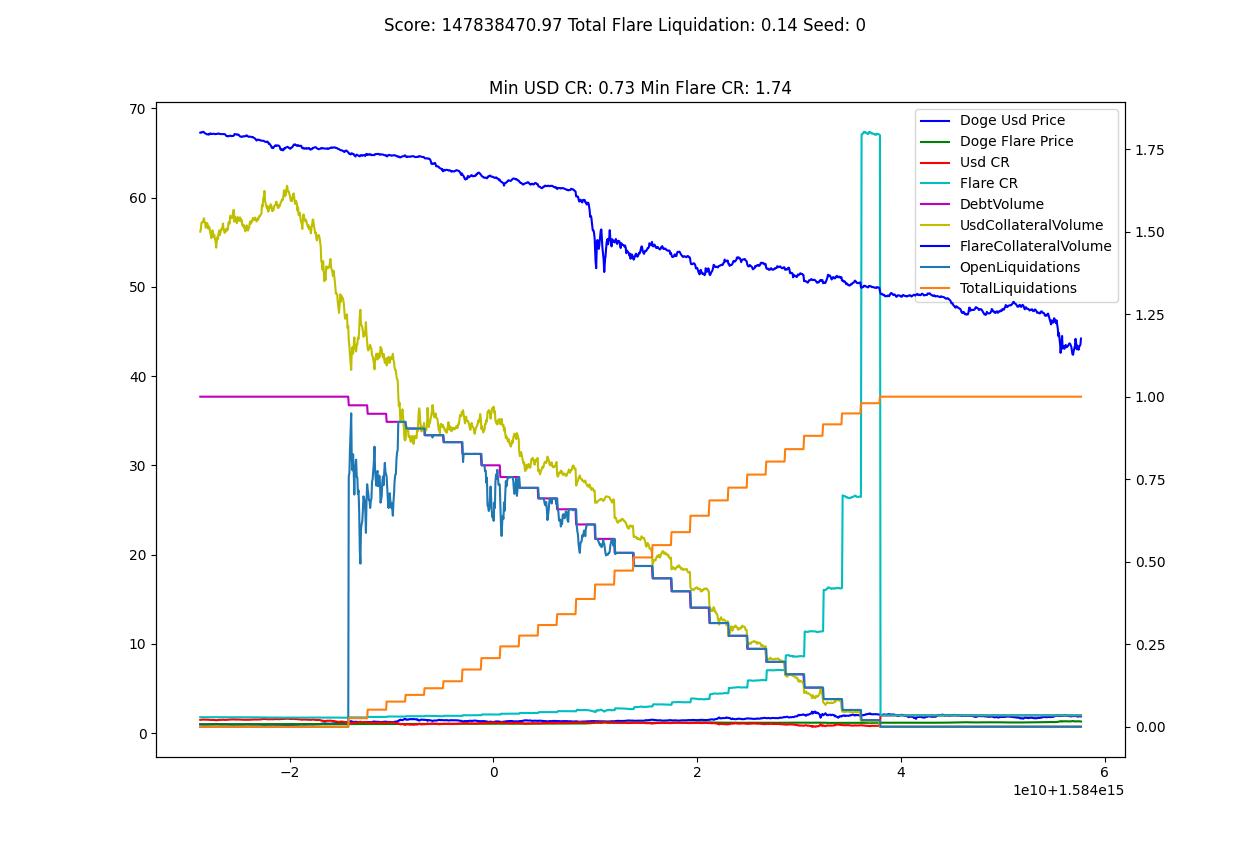 Score: 147838470.97 Total Flare Liquidation: 0.14 Seed: 0
Min USD CR: 0.73 Min Flare CR: 1.74
70
60
50
40
30
20
10
0
Doge Usd Price
Doge Flare Price
Usd CR
Flare CR
DebtVolume
UsdCollateralVolume
FlareCollateralVolume
OpenLiquidations
TotalLiquidations
1.75
1.50
1.25
1.00
0.75
0.50
0.25
0.00
−2 0 2 4 6
1e10+1.584e15